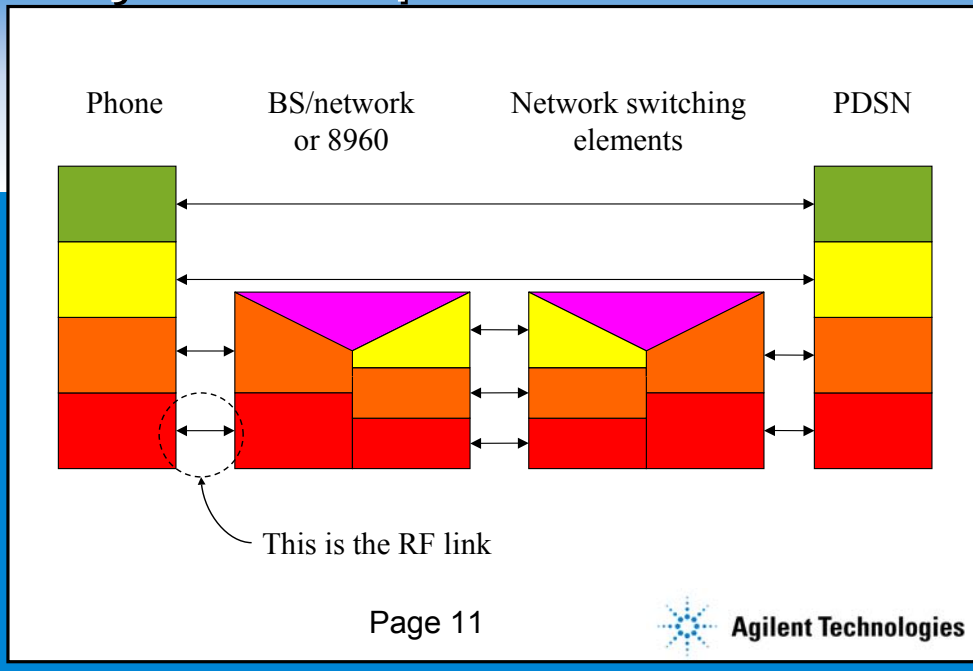 Phone
BS/network
or 8960
Network switching
elements
PDSN
This is the RF link
Page 11
Agilent Technologies